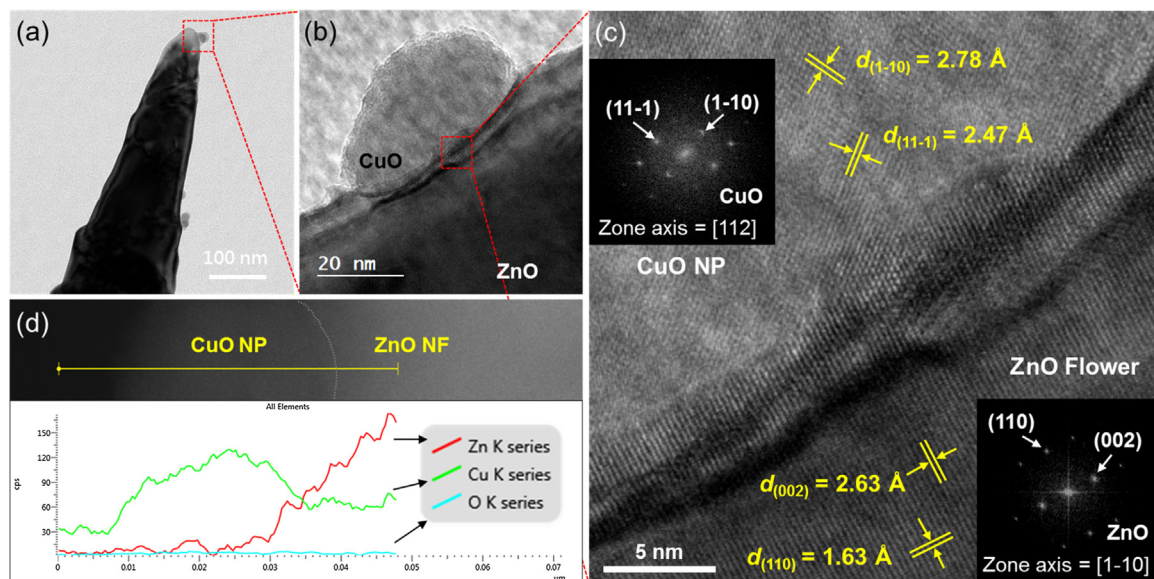 (a)
100 nm
(b)
CuO
20 nm
ZnO
(c)
d(1-10) = 2.78 Å
d(11-1) = 2.47 Å
(11-1)
(1-10)
CuO
Zone axis = [112]
CuO NP
ZnO Flower
(110)
(002)
d(002) = 2.63 Å
d(110) = 1.63 Å
ZnO
Zone axis = [1-10]
5 nm
(d)
CuO NP
ZnO NF
All Elements
cps
150
120
90
60
30
Zn K series
Cu K series
O K series
0.00
0.01
0.02
0.03
0.04
0.05
0.06
0.07
um